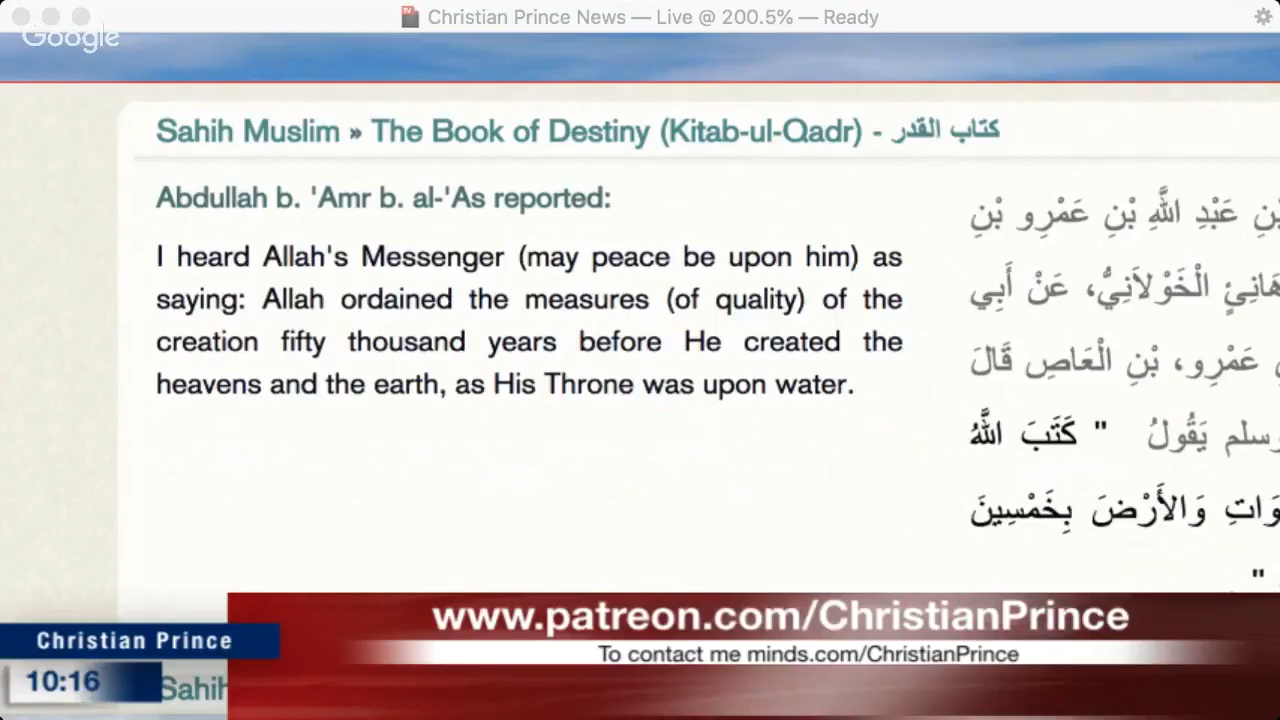 Christian Prince News — Live @ 200.5% — Ready
Google
Sahih Muslim » The Book of Destiny (Kitab-ul-Qadr) - كتاب القدر
Abdullah b. 'Amr b. al-'As reported:
I heard Allah's Messenger (may peace be upon him) as
saying: Allah ordained the measures (of quality) of the
creation fifty thousand years before He created the
heavens and the earth, as His Throne was upon water.
عَبْدِ اللَّهِ بْنِ عَمْرِو بْنِ
الْخَوْلاَنِيُّ، عَنْ أَبِي
عَمْرِو، بْنِ الْعَاصِ قَالَ
وسلم يَقُولُ " كَتَبَ اللَّهُ
وَالأَرْضَ بِخَمْسِينَ
"
www.patreon.com/ChristianPrince
To contact me minds.com/ChristianPrince
Christian Prince
10:16